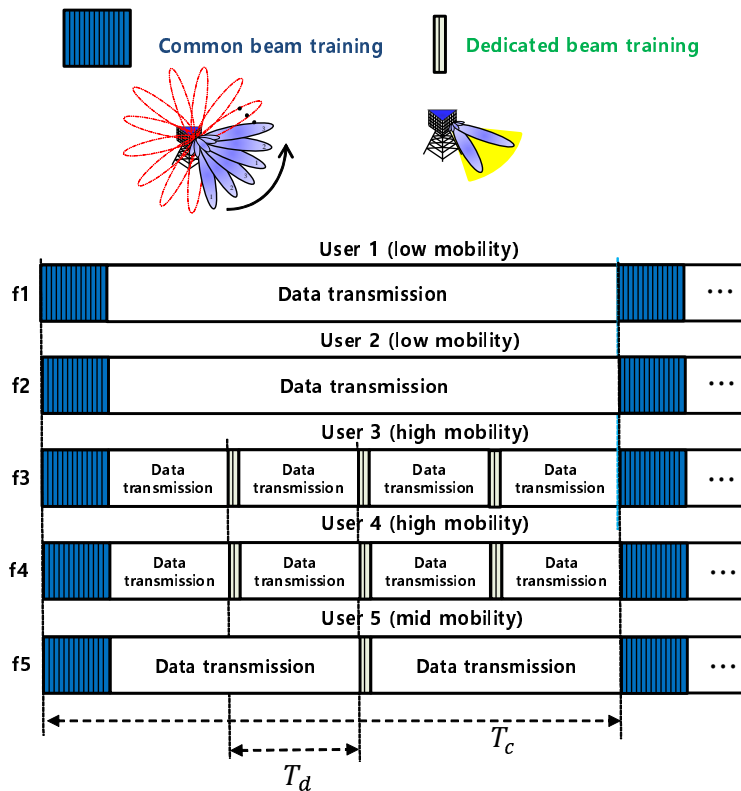 Common beam training
Dedicated beam training
User 1 (low mobility)
f1
Data transmission
...
User 2 (low mobility)
f2
Data transmission
...
User 3 (high mobility)
f3
Data transmission
Data transmission
Data transmission
Data transmission
...
User 4 (high mobility)
f4
Data transmission
Data transmission
Data transmission
Data transmission
...
User 5 (mid mobility)
f5
Data transmission
Data transmission
...
T_c
T_d